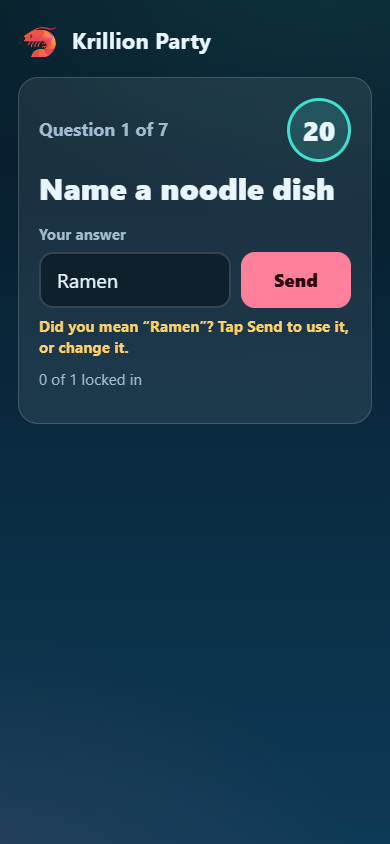 Krillion Party
Question 1 of 7
20
Name a noodle dish
Your answer
Ramen
Send
Did you mean “Ramen”? Tap Send to use it,
or change it.
0 of 1 locked in